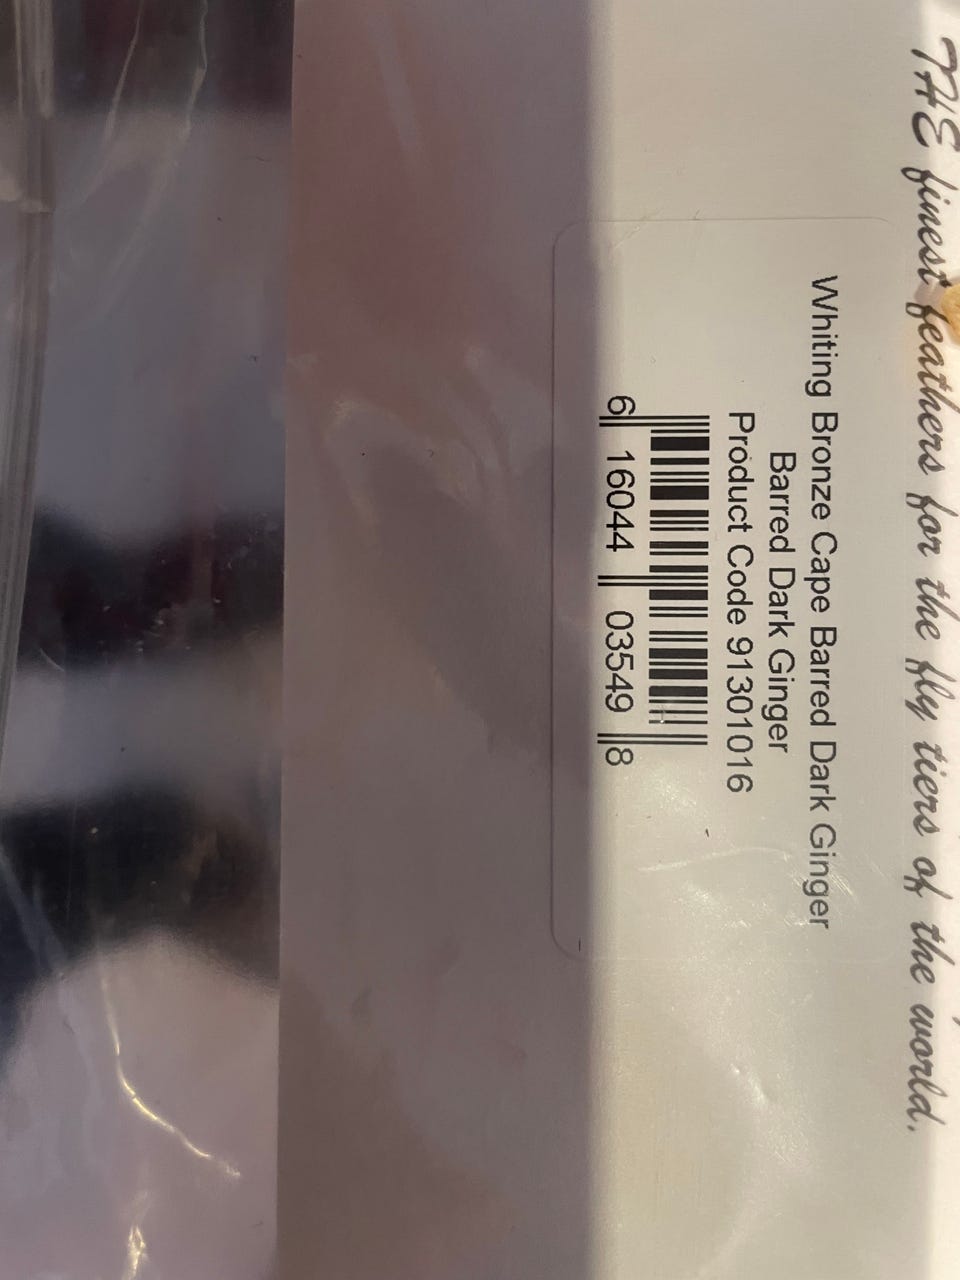 THE finest feathers for the fly tiers of the world.
Whiting Bronze Cape Barred Dark Ginger
Barred Dark Ginger
Product Code 91301016
6 16044 03549 8